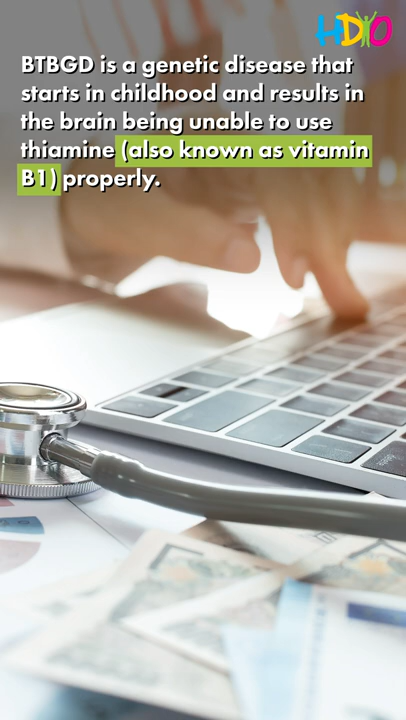 HDYO
BTBGD is a genetic disease that
starts in childhood and results in
the brain being unable to use
thiamine (also known as vitamin
B1) properly.